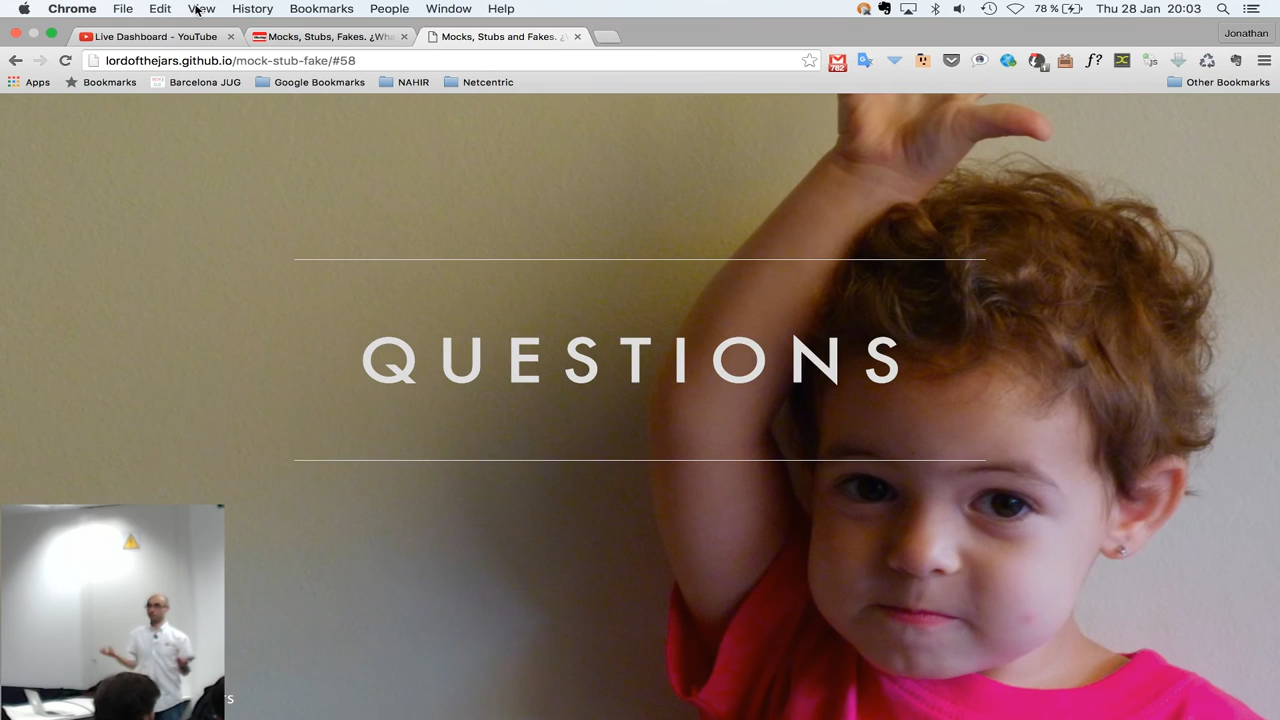 Chrome File Edit View History Bookmarks People Window Help 78 % Thu 28 Jan 20:03
Live Dashboard - YouTube Mocks, Stubs, Fakes. ¿Wha Mocks, Stubs and Fakes. ¿ Jonathan
lordofthejars.github.io/mock-stub-fake/#58 782 f?
Apps Bookmarks Barcelona JUG Google Bookmarks NAHIR Netcentric Other Bookmarks
QUESTIONS